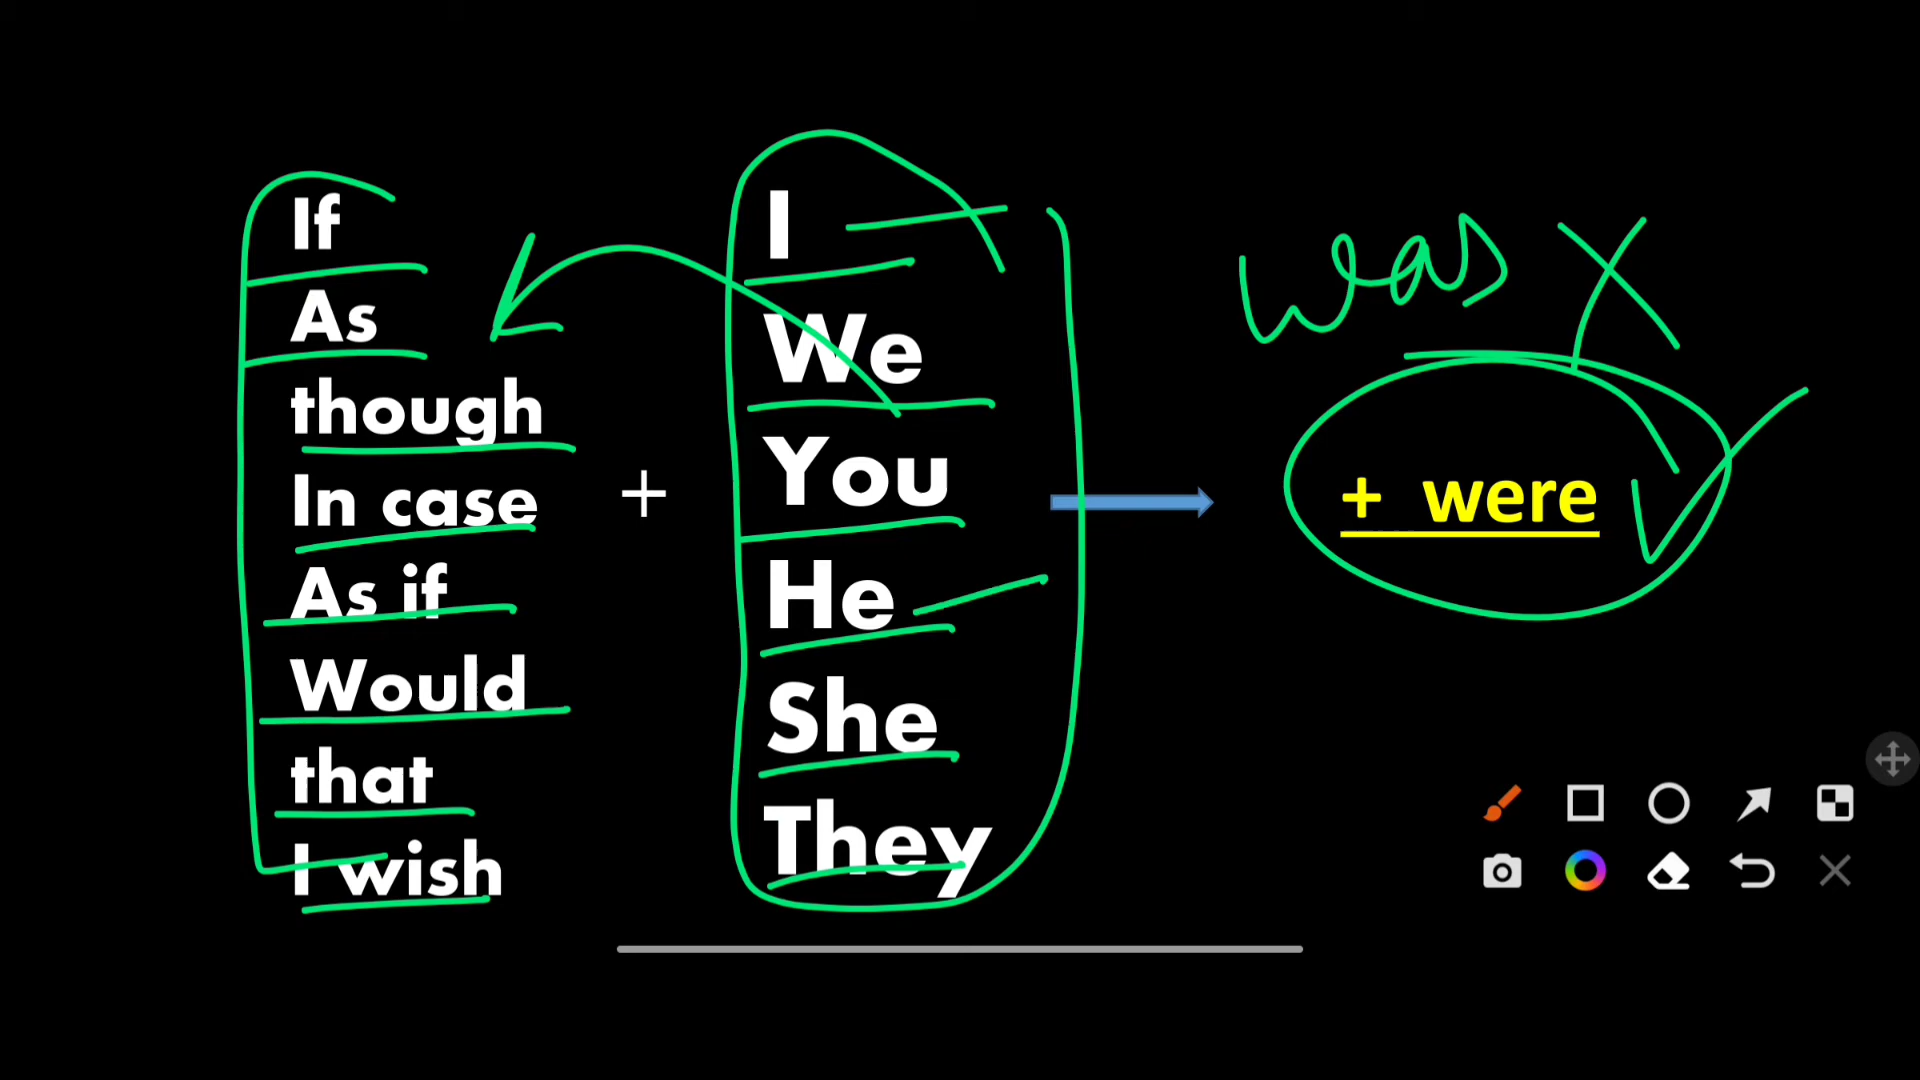 If
As
though
In case
As if
Would
that
I wish
+
I
We
You
He
She
They
was X
+ were